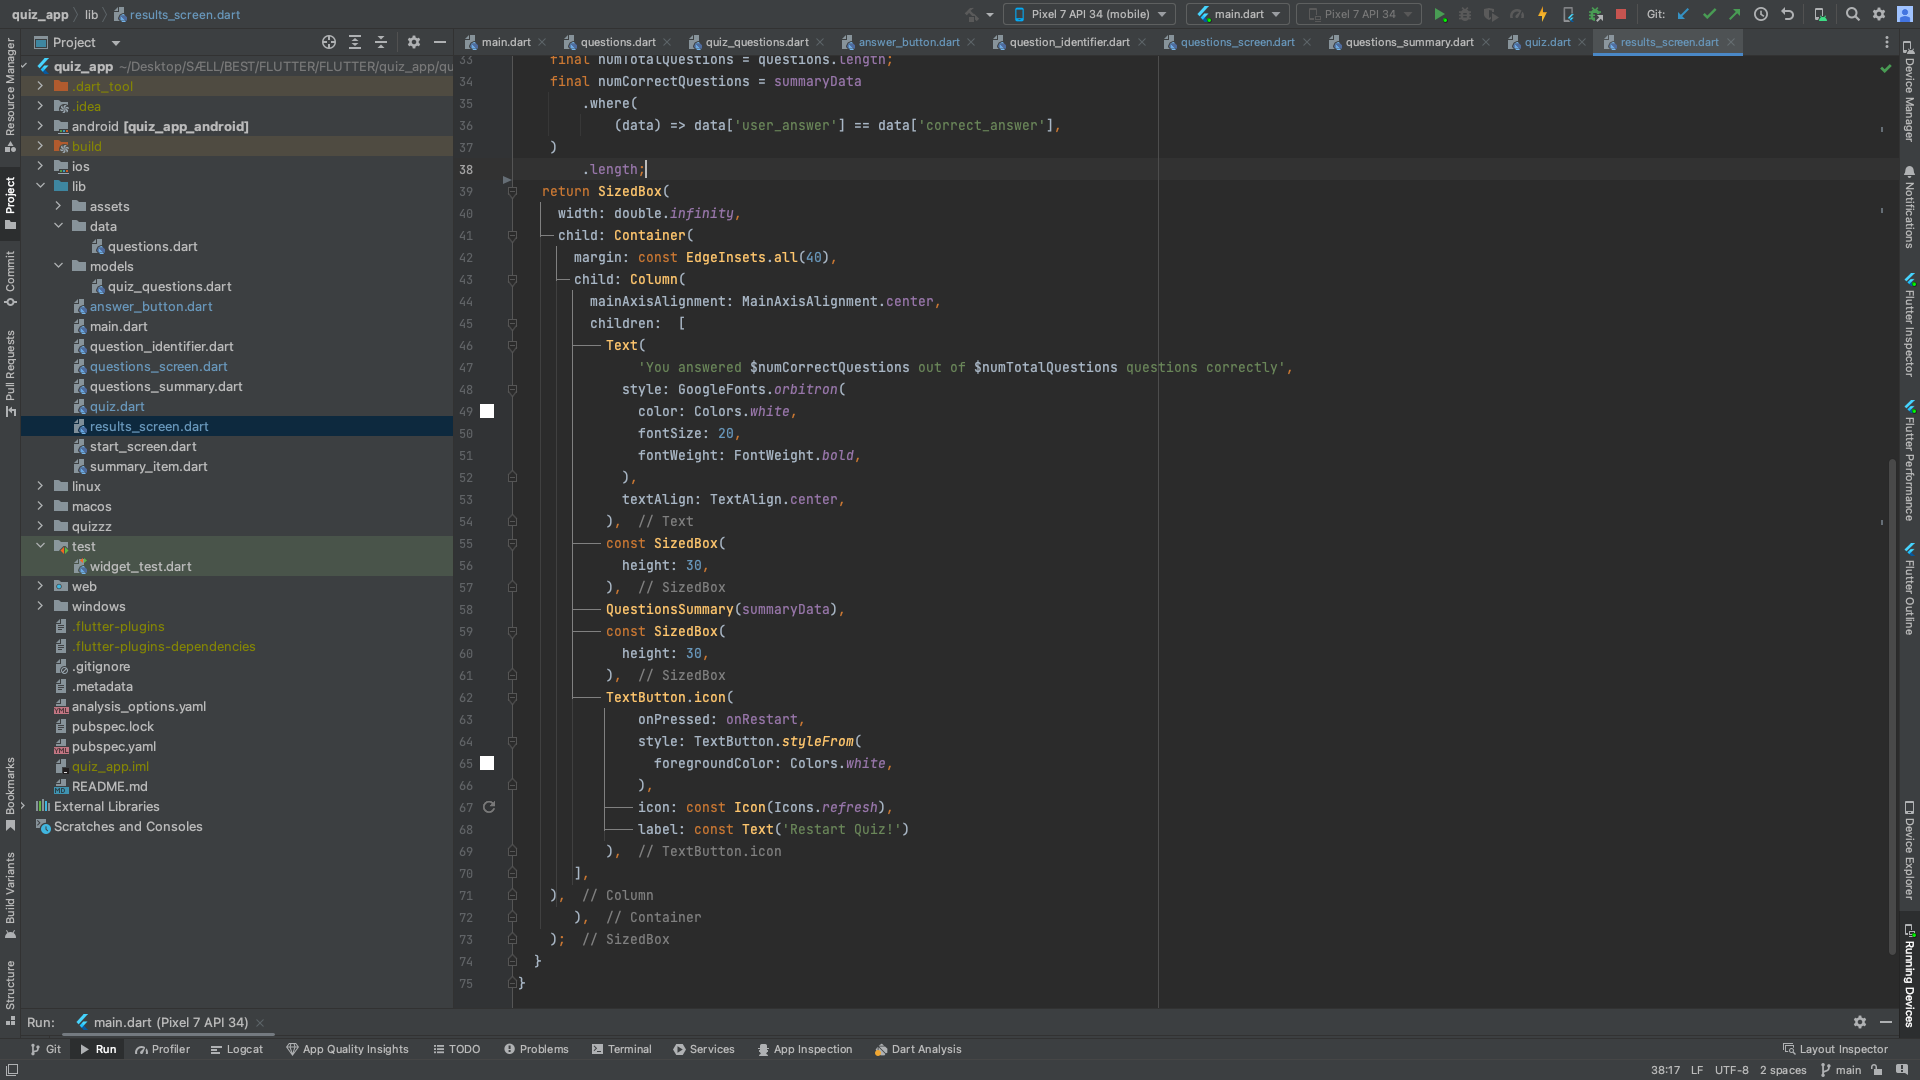 quiz_app
lib
results_screen.dart
Pixel 7 API 34 (mobile)
main.dart
Pixel 7 API 34
Git:
Project
main.dart
questions.dart
quiz_questions.dart
answer_button.dart
question_identifier.dart
questions_screen.dart
questions_summary.dart
quiz.dart
results_screen.dart
quiz_app ~/Desktop/SÆLL/BEST/FLUTTER/FLUTTER/quiz_app/qu
.dart_tool
.idea
android [quiz_app_android]
build
ios
lib
assets
data
questions.dart
models
quiz_questions.dart
answer_button.dart
main.dart
question_identifier.dart
questions_screen.dart
questions_summary.dart
quiz.dart
results_screen.dart
start_screen.dart
summary_item.dart
linux
macos
quizzz
test
widget_test.dart
web
windows
.flutter-plugins
.flutter-plugins-dependencies
.gitignore
.metadata
analysis_options.yaml
pubspec.lock
pubspec.yaml
quiz_app.iml
README.md
External Libraries
Scratches and Consoles
Resource Manager
Project
Commit
Pull Requests
Bookmarks
Build Variants
Structure
33 final numTotalQuestions = questions.length;
34 final numCorrectQuestions = summaryData
35 .where(
36 (data) => data['user_answer'] == data['correct_answer'],
37 )
38 .length;
39 return SizedBox(
40 width: double.infinity,
41 child: Container(
42 margin: const EdgeInsets.all(40),
43 child: Column(
44 mainAxisAlignment: MainAxisAlignment.center,
45 children: [
46 Text(
47 'You answered $numCorrectQuestions out of $numTotalQuestions questions correctly',
48 style: GoogleFonts.orbitron(
49 color: Colors.white,
50 fontSize: 20,
51 fontWeight: FontWeight.bold,
52 ),
53 textAlign: TextAlign.center,
54 ), // Text
55 const SizedBox(
56 height: 30,
57 ), // SizedBox
58 QuestionsSummary(summaryData),
59 const SizedBox(
60 height: 30,
61 ), // SizedBox
62 TextButton.icon(
63 onPressed: onRestart,
64 style: TextButton.styleFrom(
65 foregroundColor: Colors.white,
66 ),
67 icon: const Icon(Icons.refresh),
68 label: const Text('Restart Quiz!')
69 ), // TextButton.icon
70 ],
71 ), // Column
72 ), // Container
73 ); // SizedBox
74 }
75 }
Device Manager
Notifications
Flutter Inspector
Flutter Performance
Flutter Outline
Device Explorer
Running Devices
Run: main.dart (Pixel 7 API 34)
Git
Run
Profiler
Logcat
App Quality Insights
TODO
Problems
Terminal
Services
App Inspection
Dart Analysis
Layout Inspector
38:17 LF UTF-8 2 spaces main